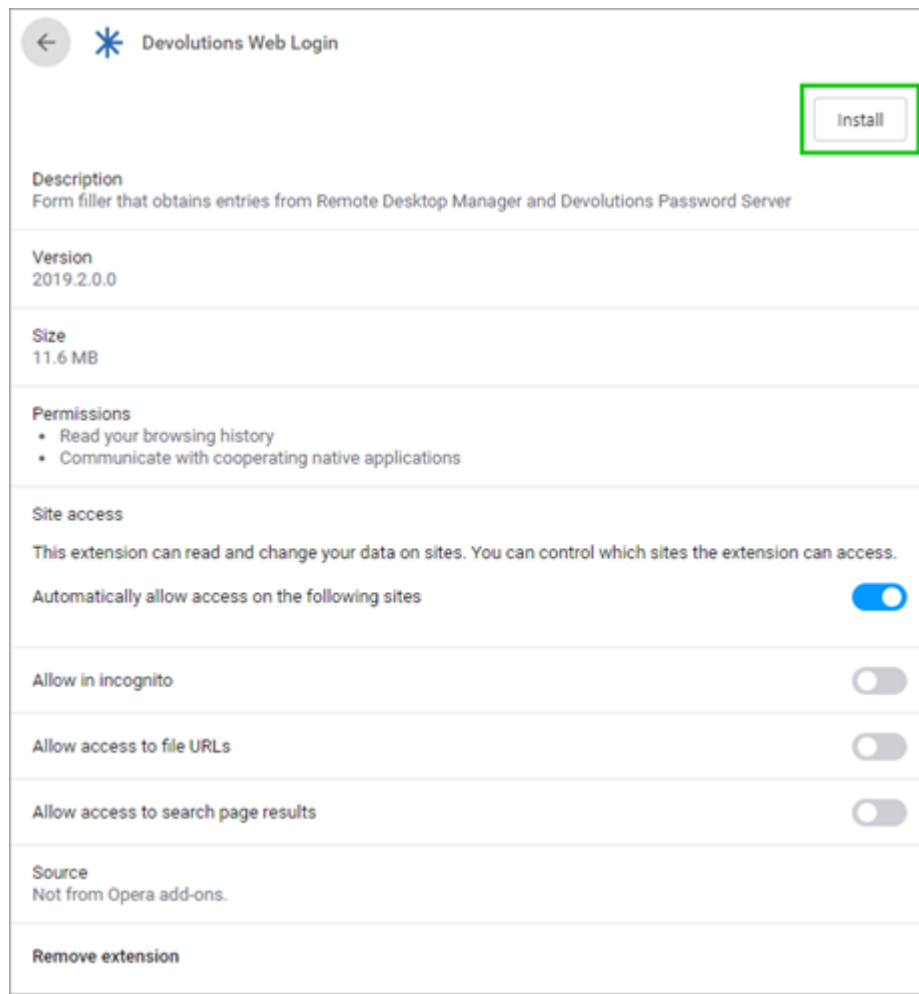 Devolutions Web Login
Install
Description
Form filler that obtains entries from Remote Desktop Manager and Devolutions Password Server
Version
2019.2.0.0
Size
11.6 MB
Permissions
• Read your browsing history
• Communicate with cooperating native applications
Site access
This extension can read and change your data on sites. You can control which sites the extension can access.
Automatically allow access on the following sites
Allow in incognito
Allow access to file URLs
Allow access to search page results
Source
Not from Opera add-ons.
Remove extension